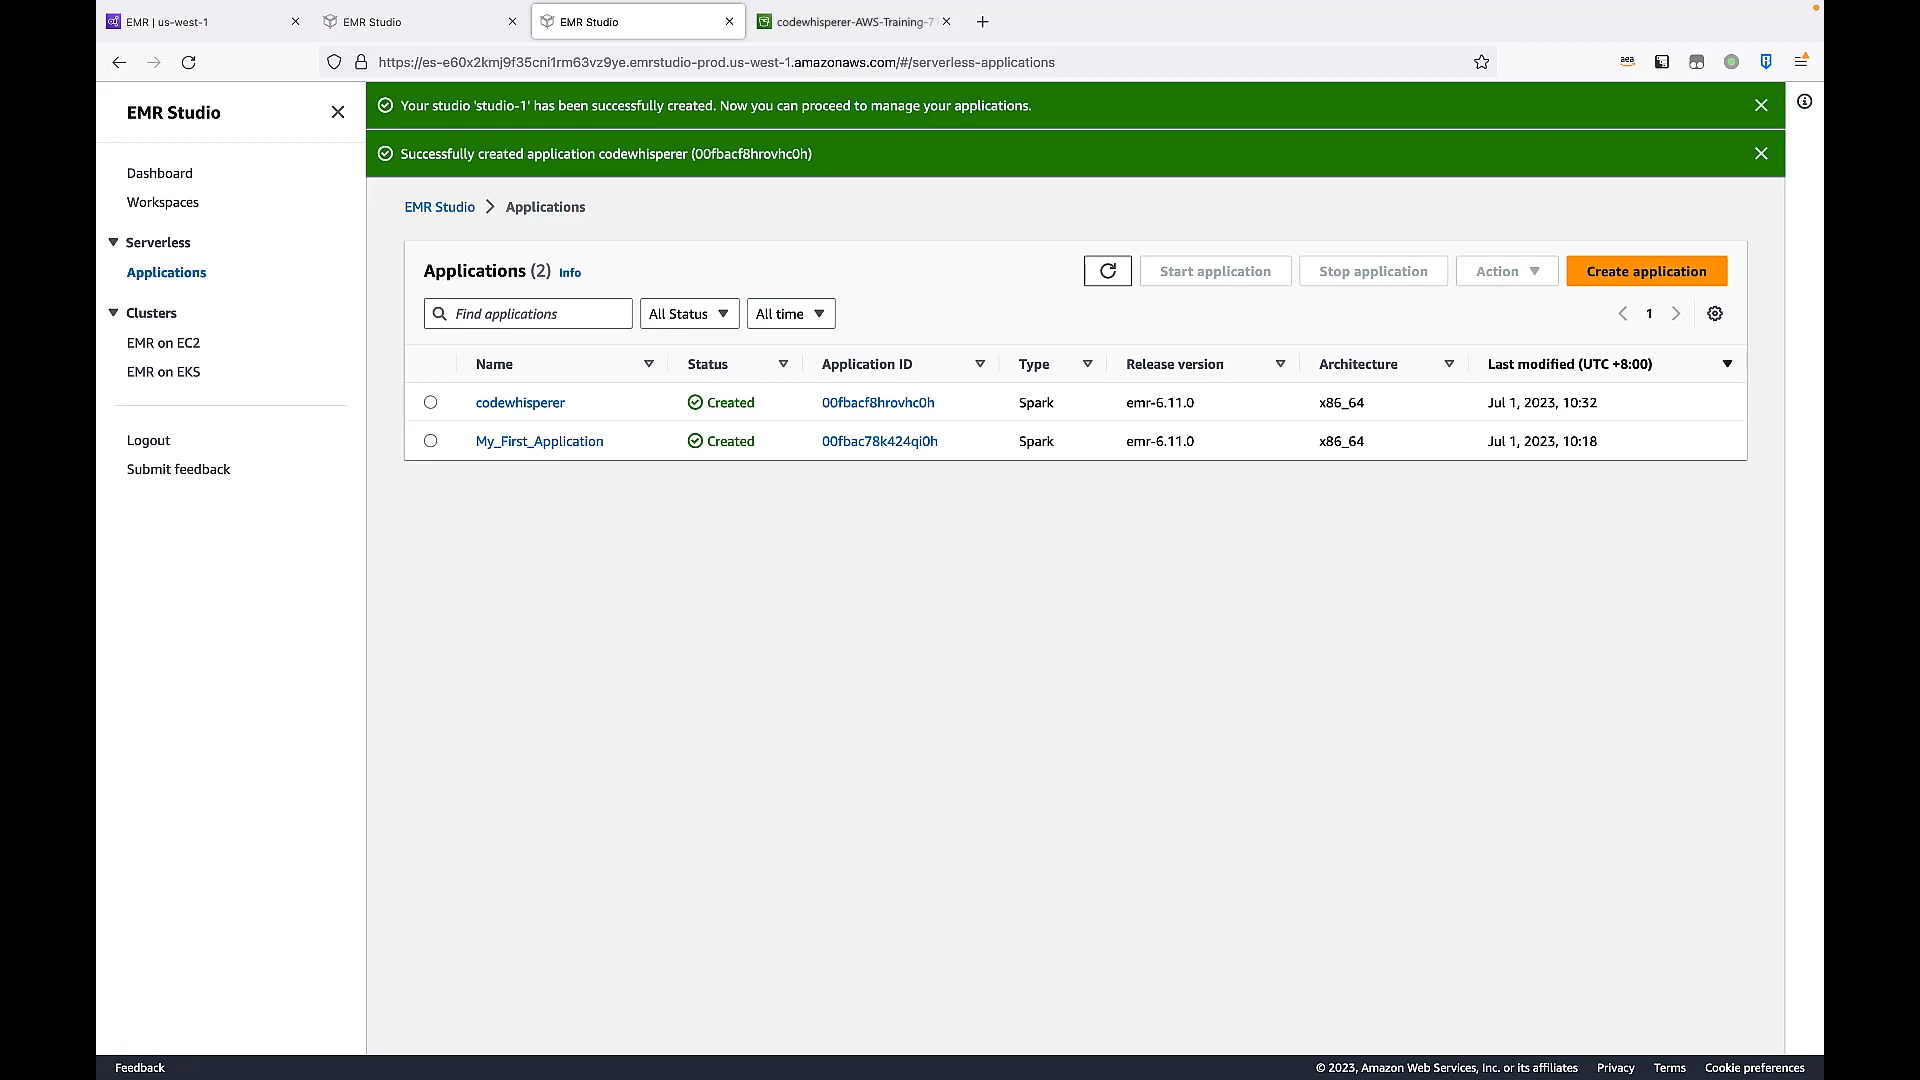 EMR | us-west-1
EMR Studio
EMR Studio
codewhisperer-AWS-Training-7
https://es-e60x2kmj9f35cni1rm63vz9ye.emrstudio-prod.us-west-1.amazonaws.com/#/serverless-applications
EMR Studio
Your studio 'studio-1' has been successfully created. Now you can proceed to manage your applications.
Successfully created application codewhisperer (00fbacf8hrovhc0h)
Dashboard
Workspaces
Serverless
Applications
Clusters
EMR on EC2
EMR on EKS
Logout
Submit feedback
EMR Studio > Applications
Applications (2) Info
Start application
Stop application
Action
Create application
Find applications
All Status
All time
1
Name Status Application ID Type Release version Architecture Last modified (UTC +8:00)
codewhisperer Created 00fbacf8hrovhc0h Spark emr-6.11.0 x86_64 Jul 1, 2023, 10:32
My_First_Application Created 00fbac78k424qi0h Spark emr-6.11.0 x86_64 Jul 1, 2023, 10:18
Feedback
© 2023, Amazon Web Services, Inc. or its affiliates Privacy Terms Cookie preferences